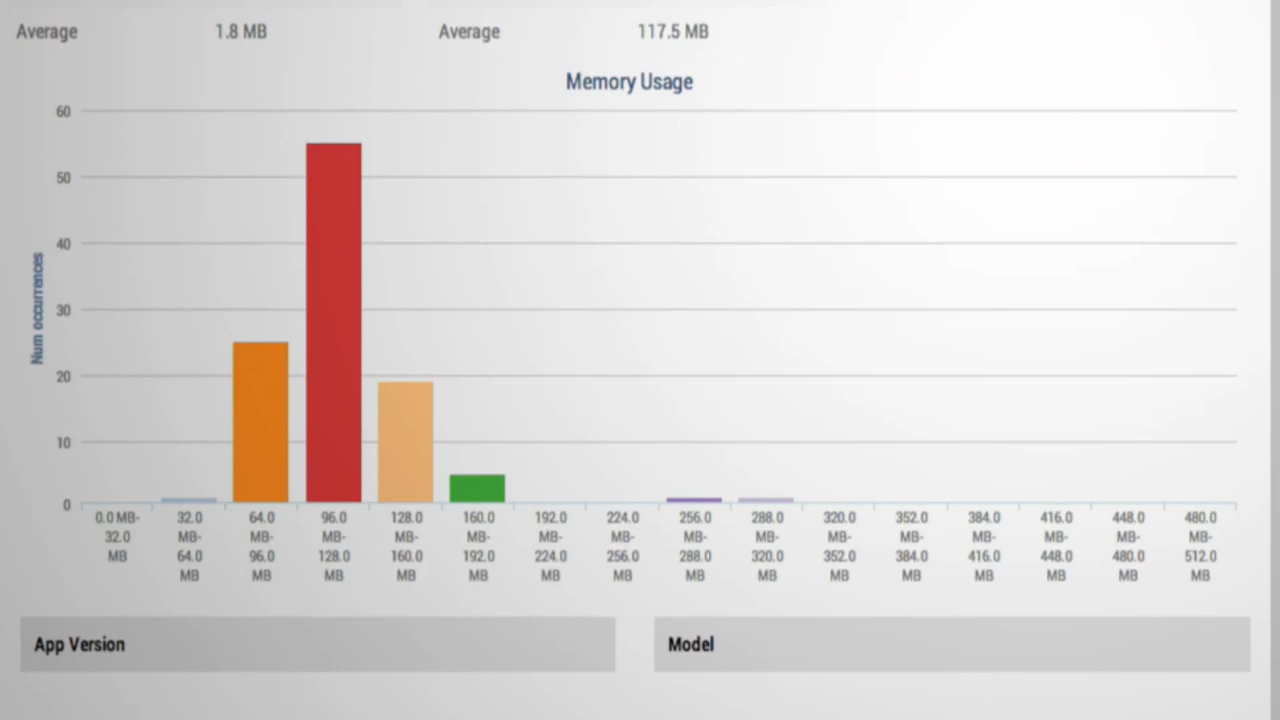 Average 1.8 MB Average 117.5 MB
Memory Usage
60
50
40
30
20
10
0
Num occurrences
0.0 MB- 32.0 MB
32.0 MB- 64.0 MB
64.0 MB- 96.0 MB
96.0 MB- 128.0 MB
128.0 MB- 160.0 MB
160.0 MB- 192.0 MB
192.0 MB- 224.0 MB
224.0 MB- 256.0 MB
256.0 MB- 288.0 MB
288.0 MB- 320.0 MB
320.0 MB- 352.0 MB
352.0 MB- 384.0 MB
384.0 MB- 416.0 MB
416.0 MB- 448.0 MB
448.0 MB- 480.0 MB
480.0 MB- 512.0 MB
App Version
Model